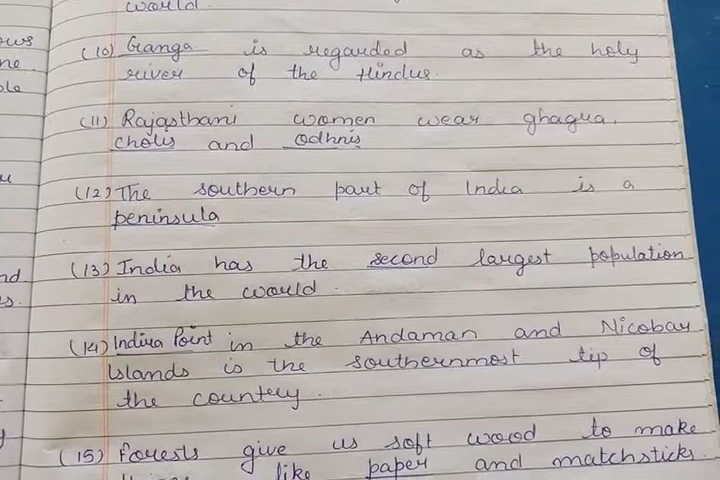 world.
(10) Ganga is regarded as the holy
river of the Hindus.
(11) Rajasthani women wear ghagra,
cholis and odhnis
(12) The southern part of India is a
peninsula.
(13) India has the second largest population
in the world.
(14) Indira Point in the Andaman and Nicobar
Islands is the southernmost tip of
the country.
(15) Forests give us soft wood to make
like paper and matchsticks.